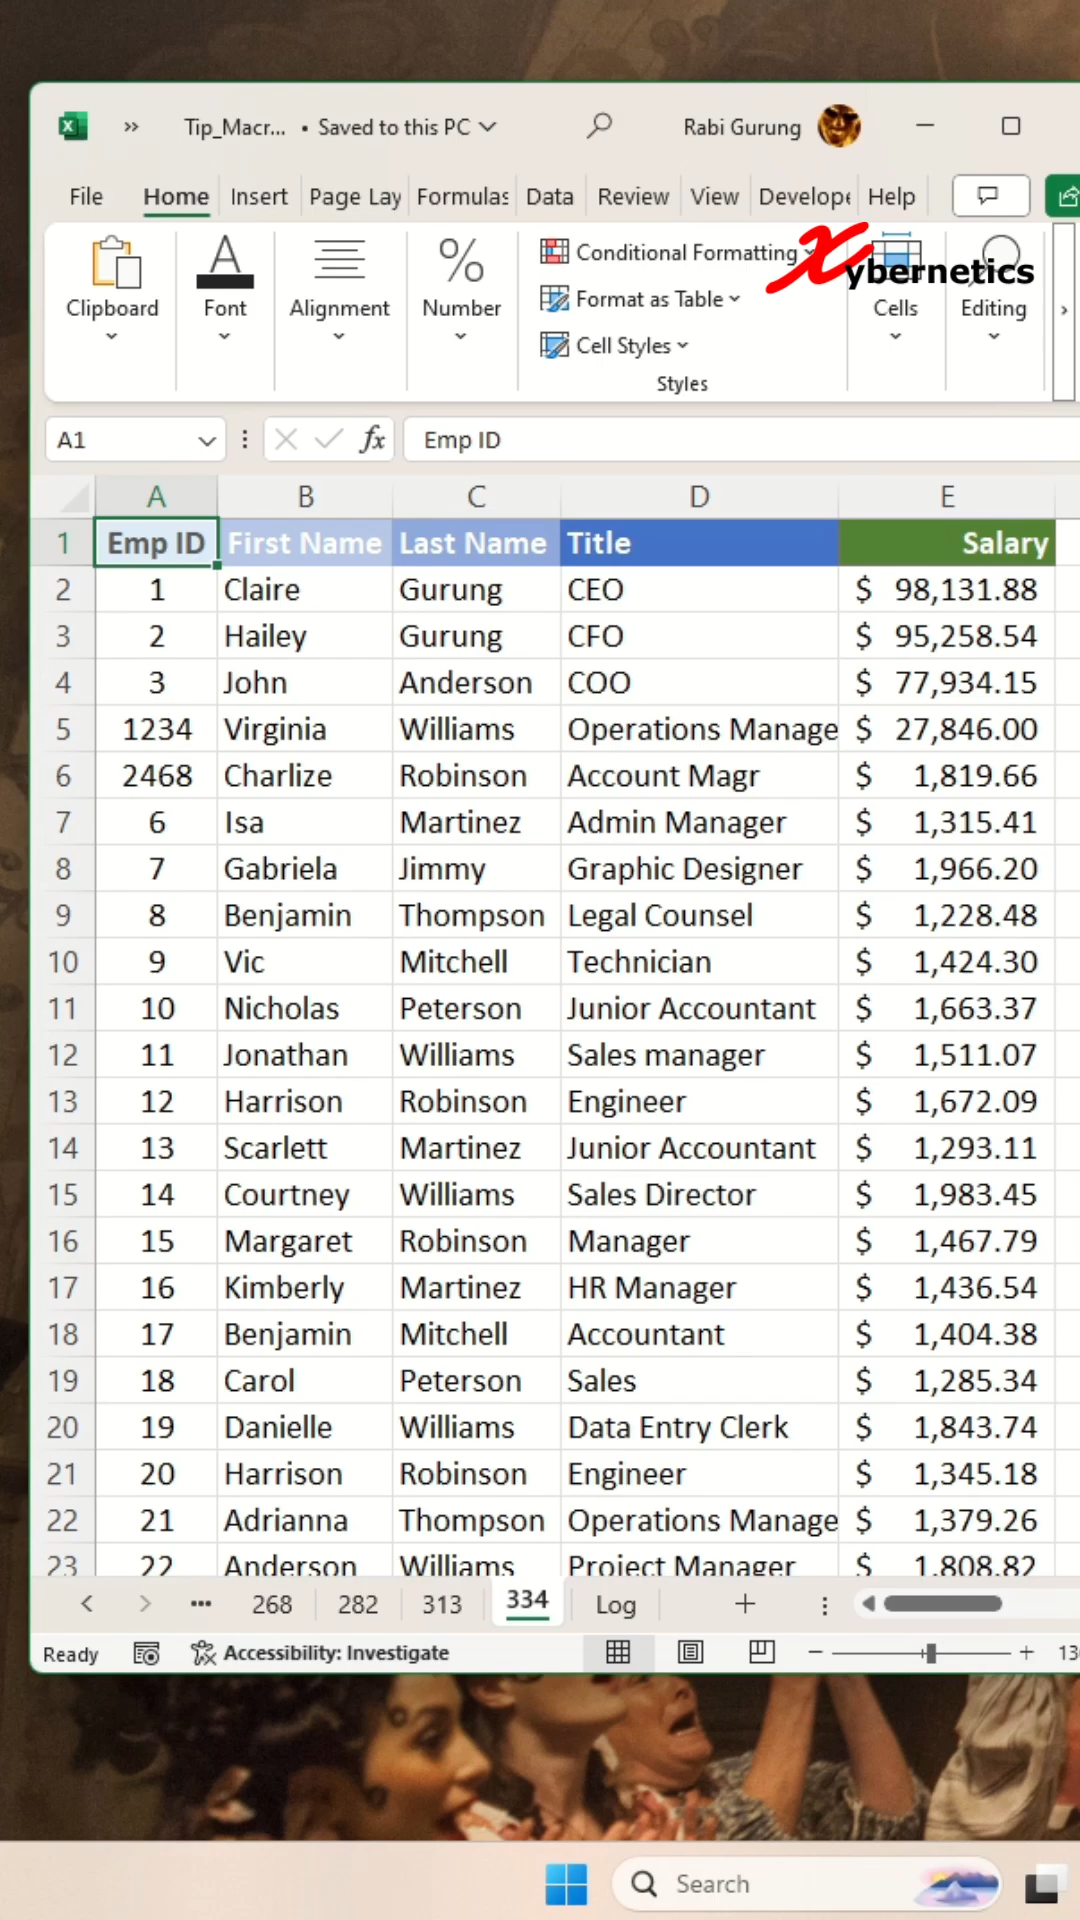 Tip_Macr... • Saved to this PC
Rabi Gurung
File Home Insert Page Lay Formulas Data Review View Develope Help
Clipboard
Font
Alignment
%
Number
Conditional Formatting
Format as Table
Cell Styles
Styles
Cells
Editing
Xybernetics
A1 fx Emp ID
A B C D E
1 Emp ID First Name Last Name Title Salary
2 1 Claire Gurung CEO $ 98,131.88
3 2 Hailey Gurung CFO $ 95,258.54
4 3 John Anderson COO $ 77,934.15
5 1234 Virginia Williams Operations Manage $ 27,846.00
6 2468 Charlize Robinson Account Magr $ 1,819.66
7 6 Isa Martinez Admin Manager $ 1,315.41
8 7 Gabriela Jimmy Graphic Designer $ 1,966.20
9 8 Benjamin Thompson Legal Counsel $ 1,228.48
10 9 Vic Mitchell Technician $ 1,424.30
11 10 Nicholas Peterson Junior Accountant $ 1,663.37
12 11 Jonathan Williams Sales manager $ 1,511.07
13 12 Harrison Robinson Engineer $ 1,672.09
14 13 Scarlett Martinez Junior Accountant $ 1,293.11
15 14 Courtney Williams Sales Director $ 1,983.45
16 15 Margaret Robinson Manager $ 1,467.79
17 16 Kimberly Martinez HR Manager $ 1,436.54
18 17 Benjamin Mitchell Accountant $ 1,404.38
19 18 Carol Peterson Sales $ 1,285.34
20 19 Danielle Williams Data Entry Clerk $ 1,843.74
21 20 Harrison Robinson Engineer $ 1,345.18
22 21 Adrianna Thompson Operations Manage $ 1,379.26
23 22 Anderson Williams Project Manager $ 1,808.82
... 268 282 313 334 Log +
Ready Accessibility: Investigate − + 13
Search